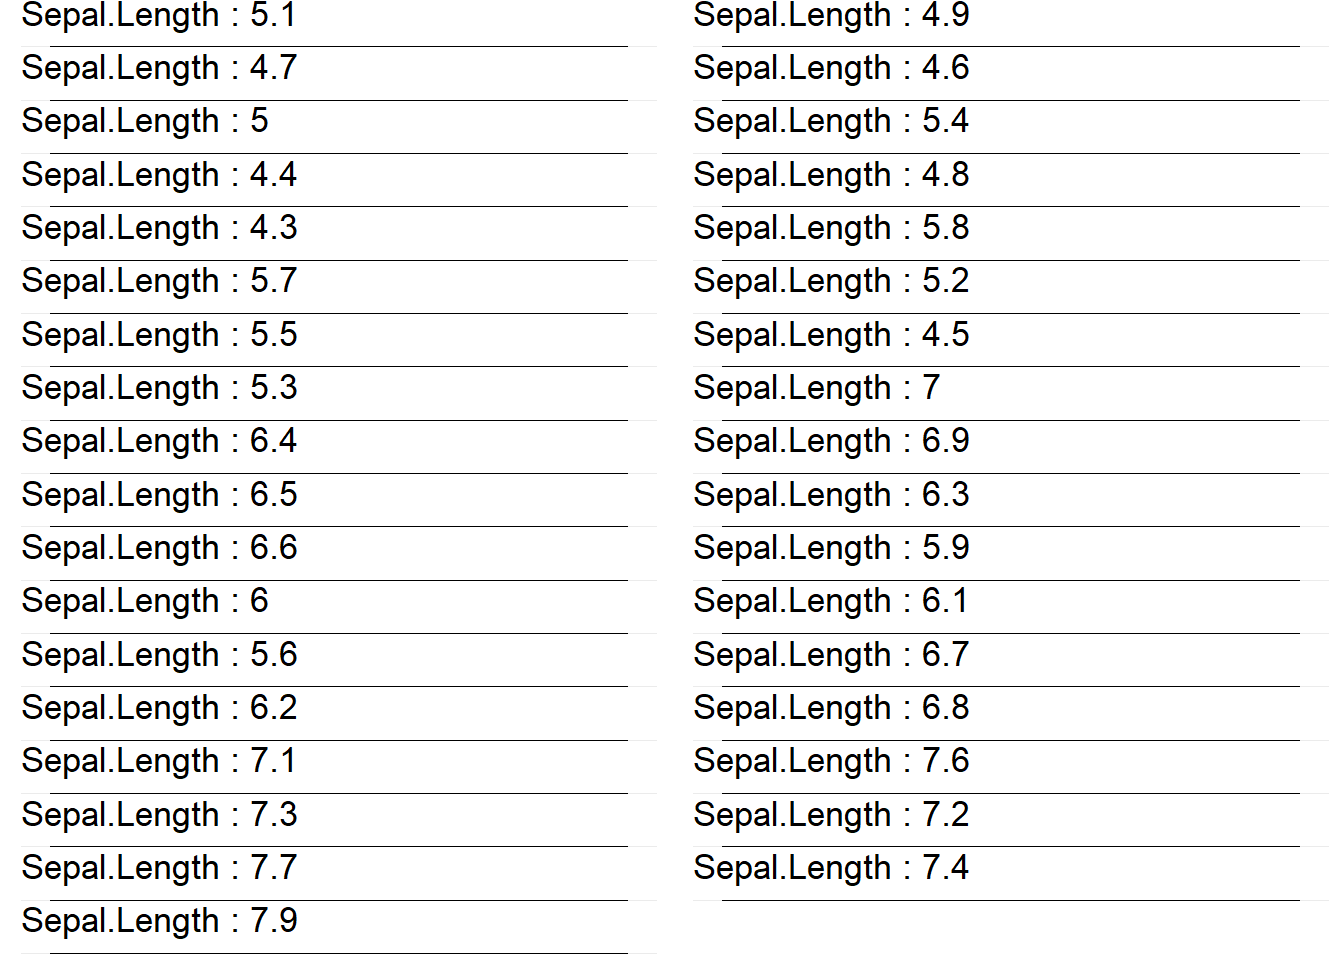 Sepal.Length : 5.1
Sepal.Length : 4.9
Sepal.Length : 4.7
Sepal.Length : 4.6
Sepal.Length : 5
Sepal.Length : 5.4
Sepal.Length : 4.4
Sepal.Length : 4.8
Sepal.Length : 4.3
Sepal.Length : 5.8
Sepal.Length : 5.7
Sepal.Length : 5.2
Sepal.Length : 5.5
Sepal.Length : 4.5
Sepal.Length : 5.3
Sepal.Length : 7
Sepal.Length : 6.4
Sepal.Length : 6.9
Sepal.Length : 6.5
Sepal.Length : 6.3
Sepal.Length : 6.6
Sepal.Length : 5.9
Sepal.Length : 6
Sepal.Length : 6.1
Sepal.Length : 5.6
Sepal.Length : 6.7
Sepal.Length : 6.2
Sepal.Length : 6.8
Sepal.Length : 7.1
Sepal.Length : 7.6
Sepal.Length : 7.3
Sepal.Length : 7.2
Sepal.Length : 7.7
Sepal.Length : 7.4
Sepal.Length : 7.9